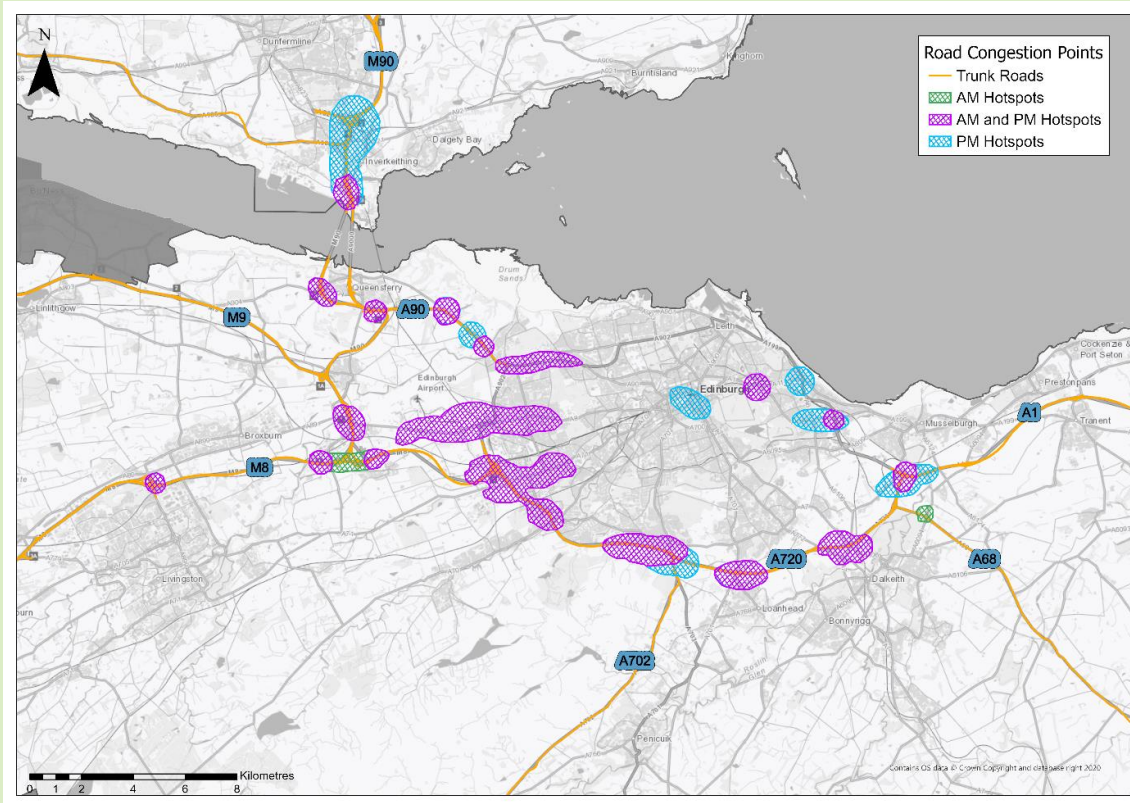 N
Dunfermline
M90
Kinghorn
Burntisland
Dalgety Bay
Inverkeithing
Road Congestion Points
Trunk Roads
AM Hotspots
AM and PM Hotspots
PM Hotspots
Drum
Sands
Queensferry
Linlithgow
M9
A90
Leith
Cockenzie &
Port Seton
Edinburgh
Airport
Edinburgh
Prestonpans
A1
Tranent
Musselburgh
Broxburn
M8
A720
A68
Dalkeith
Livingston
Loanhead
Bonnyrigg
A702
Roslin
Glen
Penicuik
Kilometres
0 1 2 4 6 8
Contains OS data © Crown Copyright and database right 2020